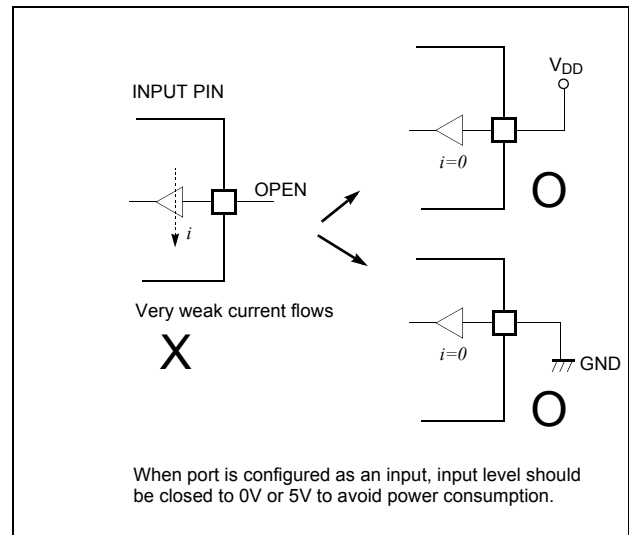 INPUT PIN
OPEN
i
Very weak current flows
X
VDD
i=0
O
i=0
GND
O
When port is configured as an input, input level should
be closed to 0V or 5V to avoid power consumption.